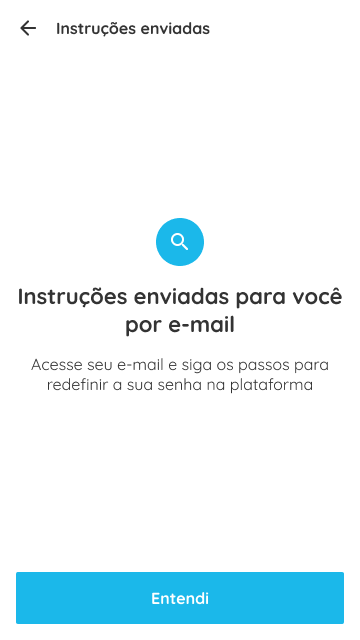 Instruções enviadas
Instruções enviadas para você
por e-mail
Acesse seu e-mail e siga os passos para
redefinir a sua senha na plataforma
Entendi